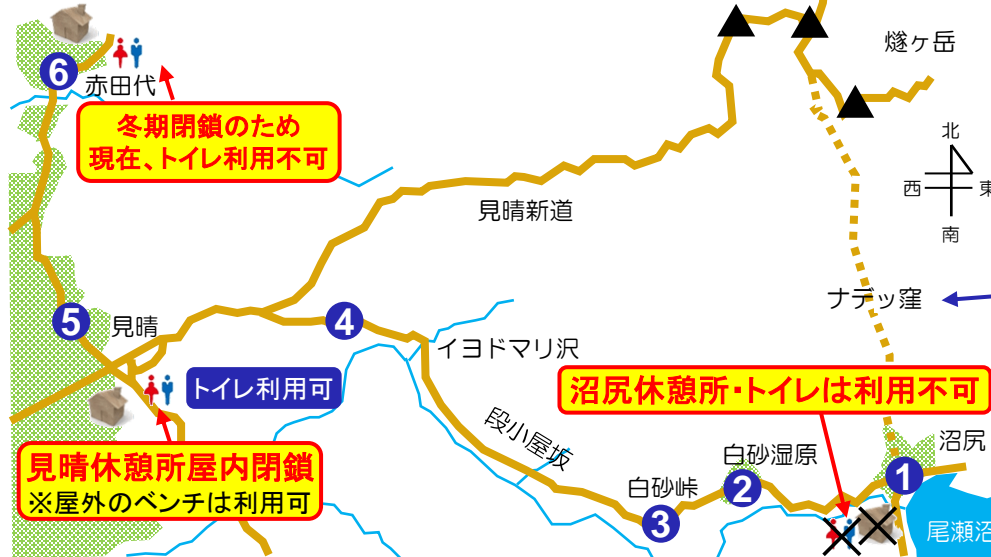 燧ヶ岳
6
赤田代
冬期閉鎖のため
現在、トイレ利用不可
北
西
東
南
見晴新道
ナデッ窪
5
見晴
4
イヨドマリ沢
トイレ利用可
沼尻休憩所・トイレは利用不可
段小屋坂
沼尻
白砂湿原
見晴休憩所屋内閉鎖
※屋外のベンチは利用可
1
2
白砂峠
3
尾瀬沼